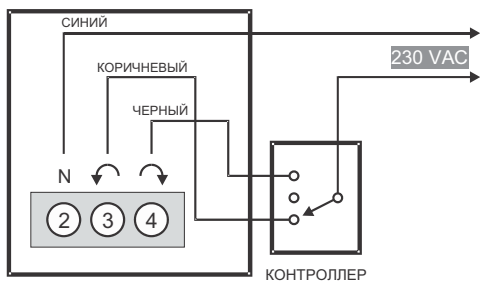 СИНИЙ
230 VAC
КОРИЧНЕВЫЙ
ЧЕРНЫЙ
N
2 3 4
КОНТРОЛЛЕР